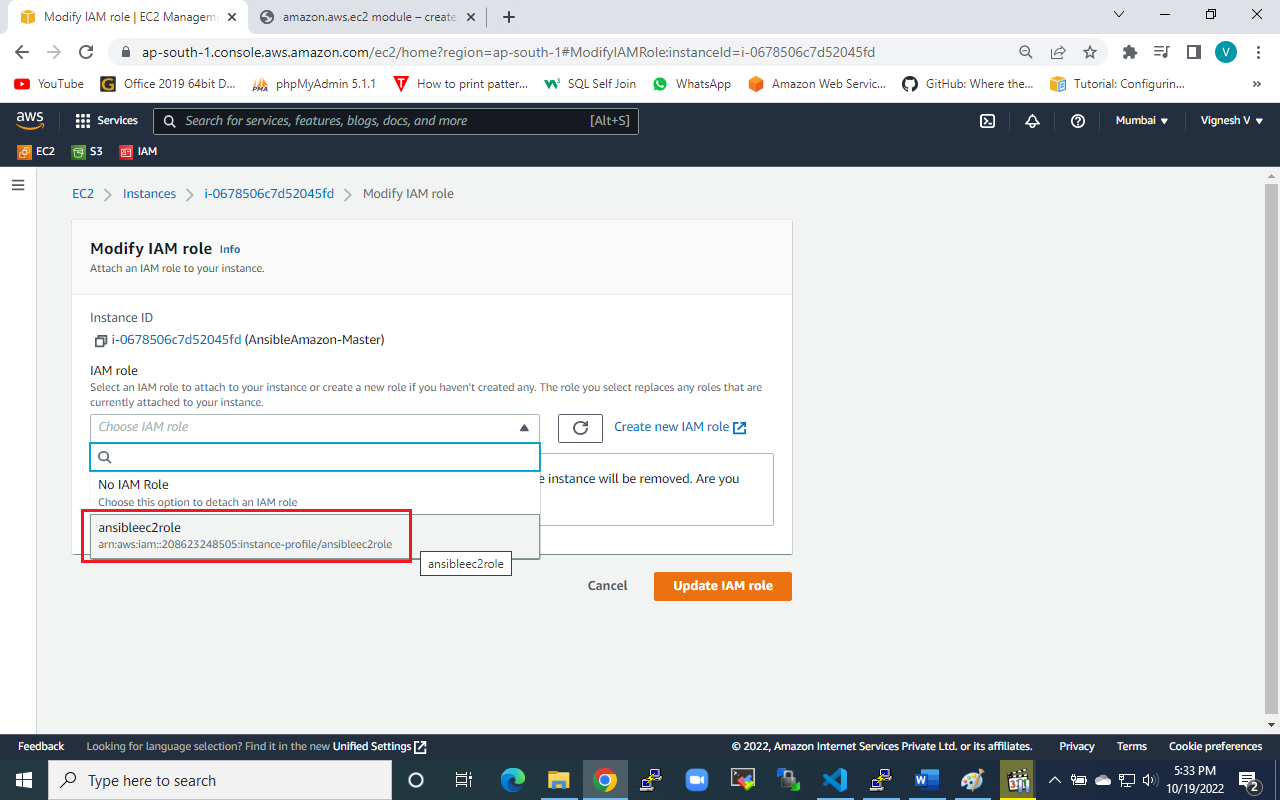 Modify IAM role | EC2 Manageme
amazon.aws.ec2 module – create
ap-south-1.console.aws.amazon.com/ec2/home?region=ap-south-1#ModifyIAMRole:instanceId=i-0678506c7d52045fd
V
YouTube
Office 2019 64bit D...
phpMyAdmin 5.1.1
How to print patter...
SQL Self Join
WhatsApp
Amazon Web Servic...
GitHub: Where the...
Tutorial: Configurin...
»
aws
Services
Search for services, features, blogs, docs, and more
[Alt+S]
Mumbai
Vignesh V
EC2
S3
IAM
EC2
Instances
i-0678506c7d52045fd
Modify IAM role
Modify IAM role Info
Attach an IAM role to your instance.
Instance ID
i-0678506c7d52045fd (AnsibleAmazon-Master)
IAM role
Select an IAM role to attach to your instance or create a new role if you haven't created any. The role you select replaces any roles that are
currently attached to your instance.
Choose IAM role
Create new IAM role
e instance will be removed. Are you
No IAM Role
Choose this option to detach an IAM role
ansibleec2role
arn:aws:iam::208623248505:instance-profile/ansibleec2role
ansibleec2role
Cancel
Update IAM role
Feedback
Looking for language selection? Find it in the new Unified Settings
© 2022, Amazon Internet Services Private Ltd. or its affiliates.
Privacy
Terms
Cookie preferences
Type here to search
5:33 PM
10/19/2022
2